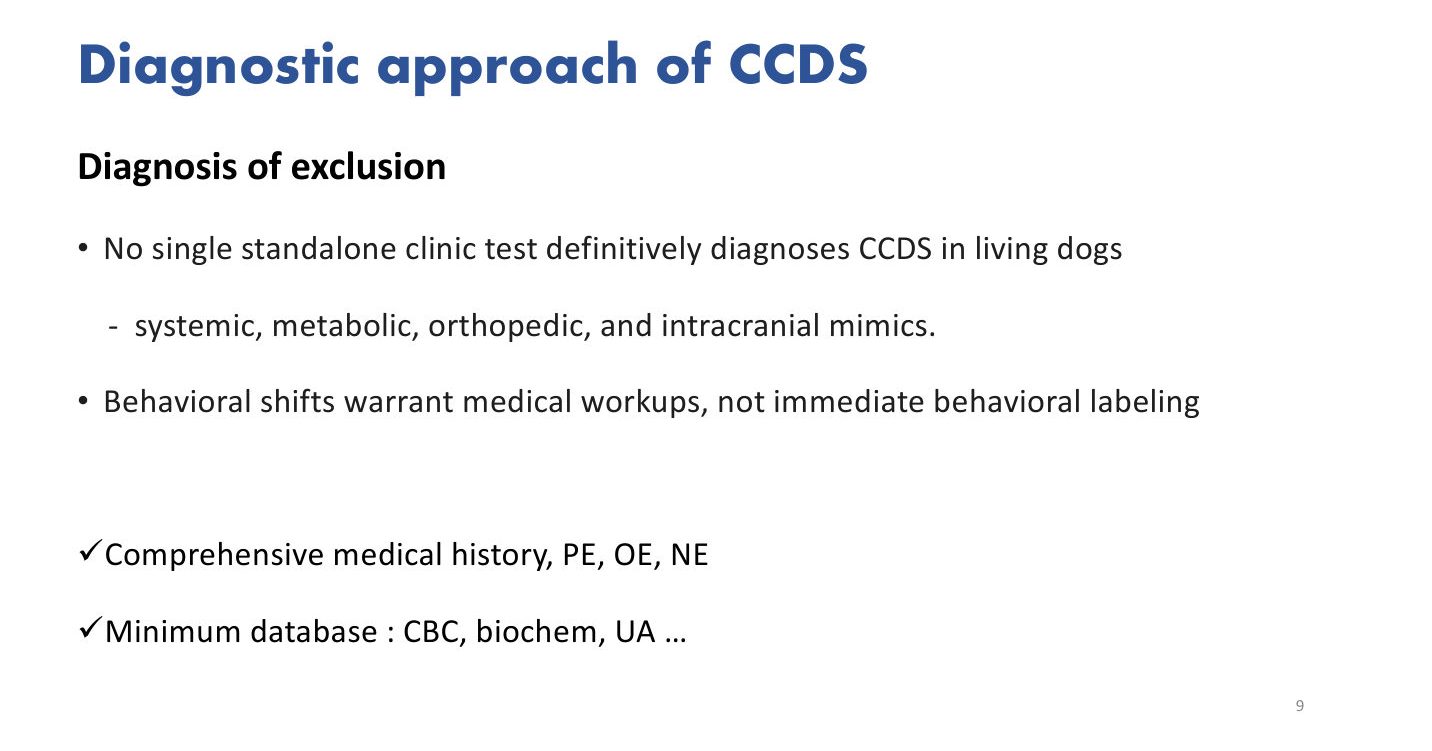 Diagnostic approach of CCDS
Diagnosis of exclusion
• No single standalone clinic test definitively diagnoses CCDS in living dogs
- systemic, metabolic, orthopedic, and intracranial mimics.
• Behavioral shifts warrant medical workups, not immediate behavioral labeling
✓Comprehensive medical history, PE, OE, NE
✓Minimum database : CBC, biochem, UA …
9